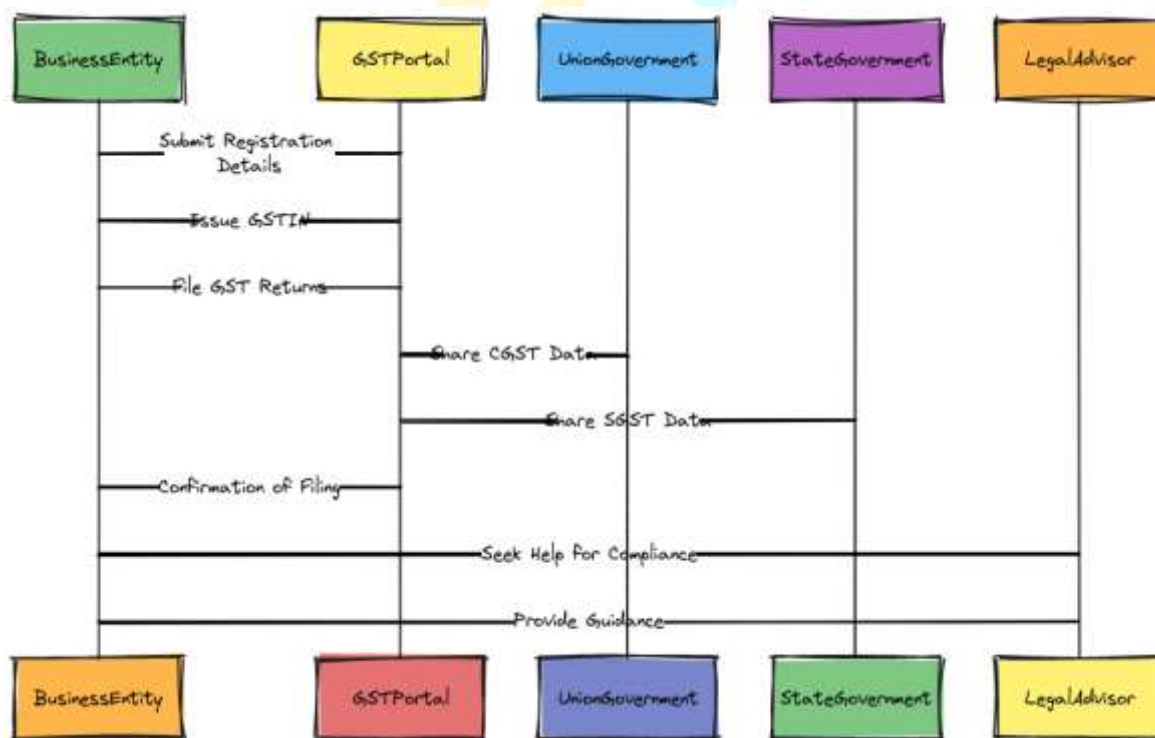 BusinessEntity
GSTPortal
UnionGovernment
StateGovernment
LegalAdvisor
Submit Registration
Details
Issue GSTIN
File GST Returns
Share CGST Data
Share SGST Data
Confirmation of Filing
Seek Help for Compliance
Provide Guidance
BusinessEntity
GSTPortal
UnionGovernment
StateGovernment
LegalAdvisor